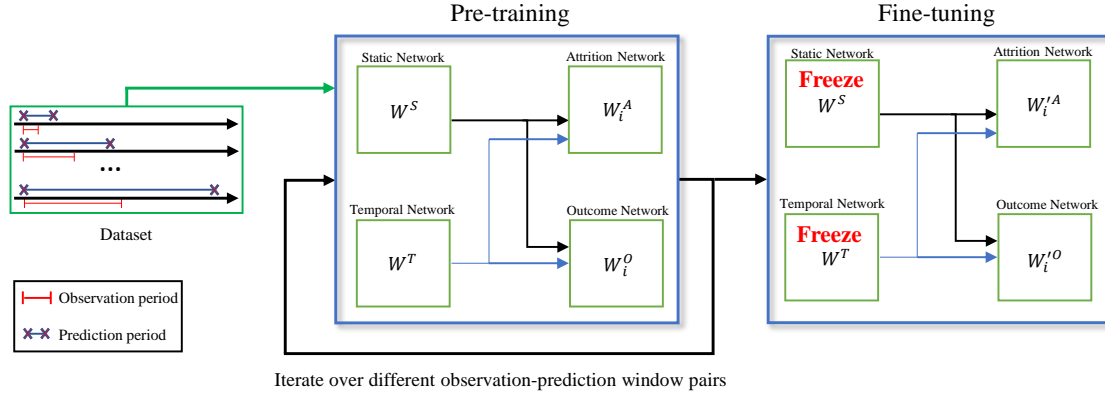 Pre-training
Fine-tuning
Static Network
Attrition Network
W^S
W_i^A
Temporal Network
Outcome Network
W^T
W_i^O
Static Network
Attrition Network
Freeze
W^S
W_i'^A
Temporal Network
Outcome Network
Freeze
W^T
W_i'^O
...
Dataset
Observation period
Prediction period
Iterate over different observation-prediction window pairs